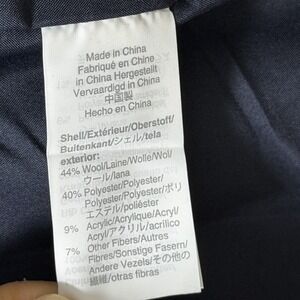 Made in China
Fabriqué en Chine
in China Hergestellt
Vervaardigd in China
中国製
Hecho en China
Shell/Extérieur/Oberstoff/
Buitenkant/シェル/tela
exterior:
44% Wool/Laine/Wolle/Wol/
ウール/lana
40% Polyester/Polyester/
Polyester/Polyester/ポリ
エステル/poliéster
9% Acrylic/Acrylique/Acryl/
Acryl/アクリル/acrílico
7% Other Fibers/Autres
Fibres/Sonstige Fasern/
Andere Vezels/その他の
繊維/otras fibras